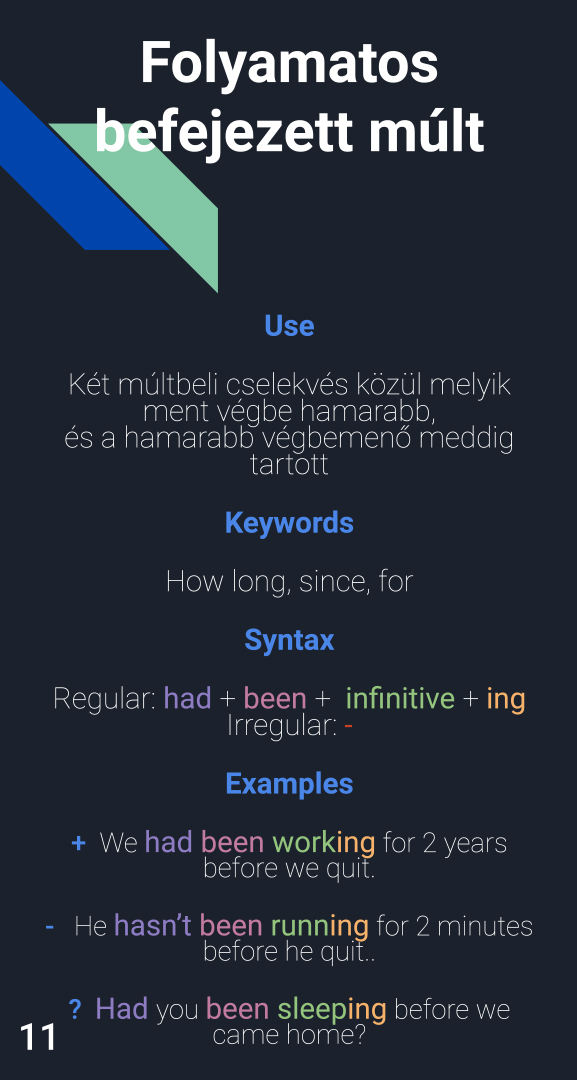 Folyamatos
befejezett múlt
Use
Két múltbeli cselekvés közül melyik
ment végbe hamarabb,
és a hamarabb végbemenő meddig
tartott
Keywords
How long, since, for
Syntax
Regular: had + been + infinitive + ing
Irregular: -
Examples
+ We had been working for 2 years
before we quit.
- He hasn’t been running for 2 minutes
before he quit..
? Had you been sleeping before we
came home?
11